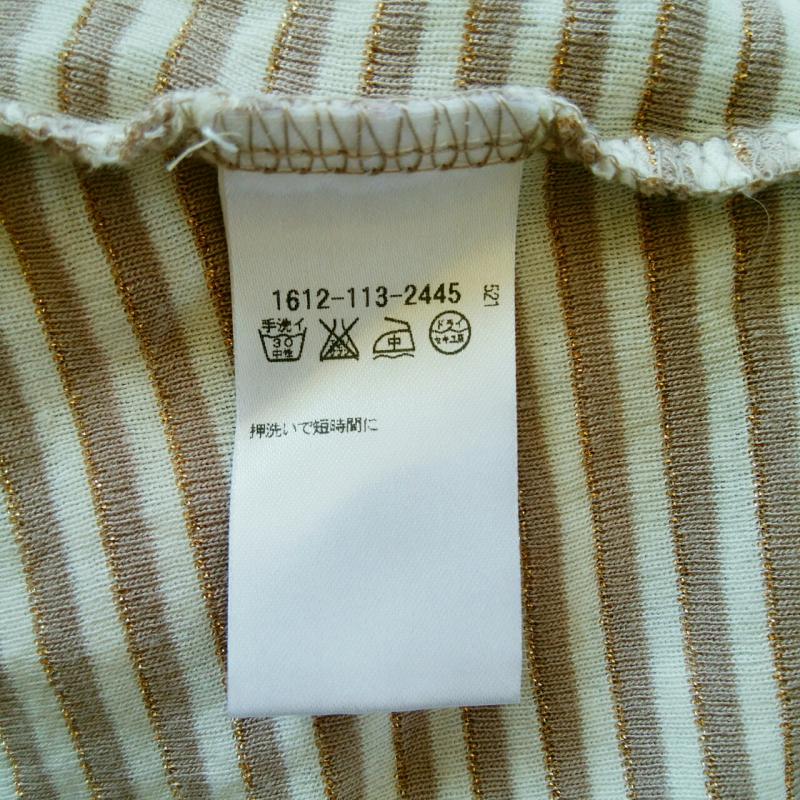 1612-113-2445
521
手洗イ
30
中性
中
ドライ
セキユ系
押洗いで短時間に